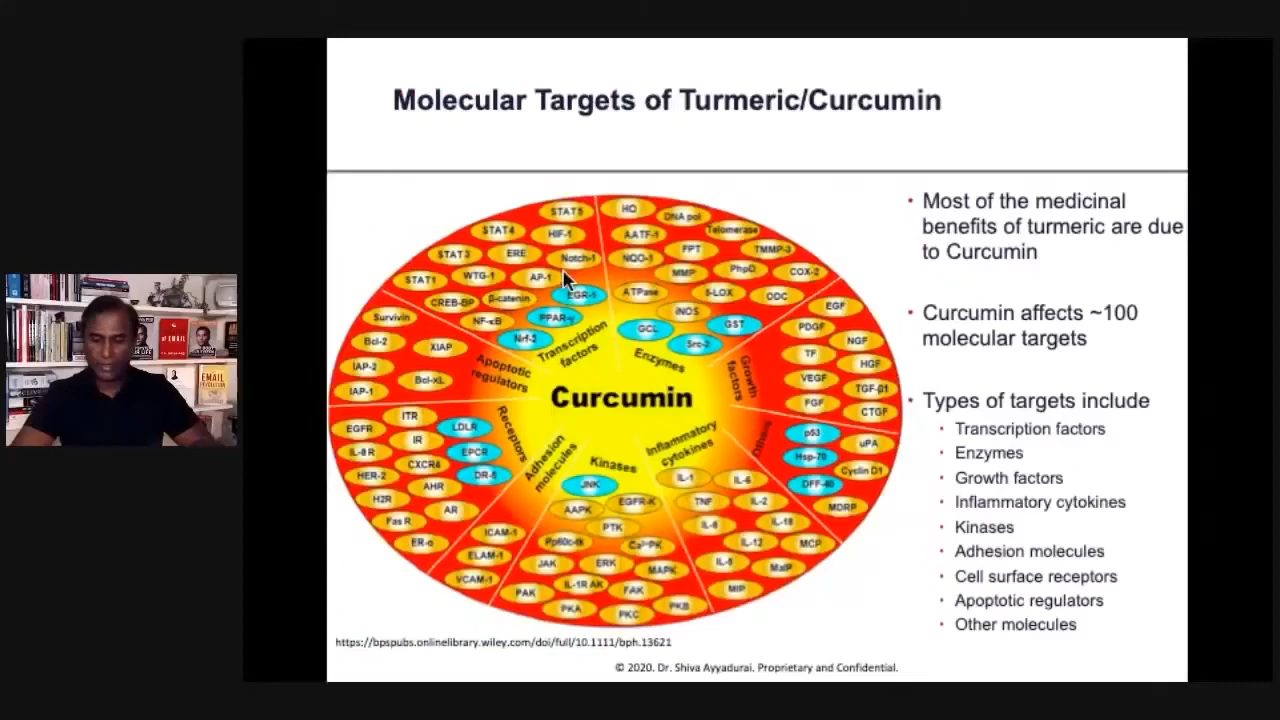 Molecular Targets of Turmeric/Curcumin
STAT5
HO
DNA pol
STAT4
HIF-1
AATF-1
Telomerase
STAT3
ERE
Notch-1
NQO-1
FPT
TMMP-3
STAT1
WTG-1
AP-1
MMP
PhpD
COX-2
CREB-BP
β-catenin
EGR-1
ATPase
5-LOX
ODC
NF-κB
PPAR-γ
iNOS
Nrf-2
GCL
GST
Src-2
Transcription
factors
Enzymes
Survivin
Bcl-2
XIAP
IAP-2
Bcl-xL
IAP-1
Apoptotic
regulators
EGF
PDGF
NGF
TF
HGF
VEGF
TGF-β1
FGF
CTGF
Growth
factors
Curcumin
ITR
EGFR
LDLR
IR
IL-8 R
EPCR
CXCR4
HER-2
DR-5
AHR
H2R
AR
Fas R
ER-α
Receptors
Adhesion
molecules
ICAM-1
ELAM-1
VCAM-1
Kinases
JNK
AAPK
EGFR-K
PTK
Pp60c-tk
Ca²⁺PK
JAK
ERK
MAPK
IL-1R AK
FAK
PAK
PKA
PKC
PKB
Inflammatory
cytokines
IL-1
IL-6
TNF
IL-2
IL-8
IL-18
IL-12
MCP
MaIP
MIP
Others
p53
uPA
Hsp-70
Cyclin D1
DFF-40
MDRP
• Most of the medicinal
benefits of turmeric are due
to Curcumin
• Curcumin affects ~100
molecular targets
• Types of targets include
• Transcription factors
• Enzymes
• Growth factors
• Inflammatory cytokines
• Kinases
• Adhesion molecules
• Cell surface receptors
• Apoptotic regulators
• Other molecules
https://bpspubs.onlinelibrary.wiley.com/doi/full/10.1111/bph.13621
© 2020. Dr. Shiva Ayyadurai. Proprietary and Confidential.
EMAIL
EMAIL